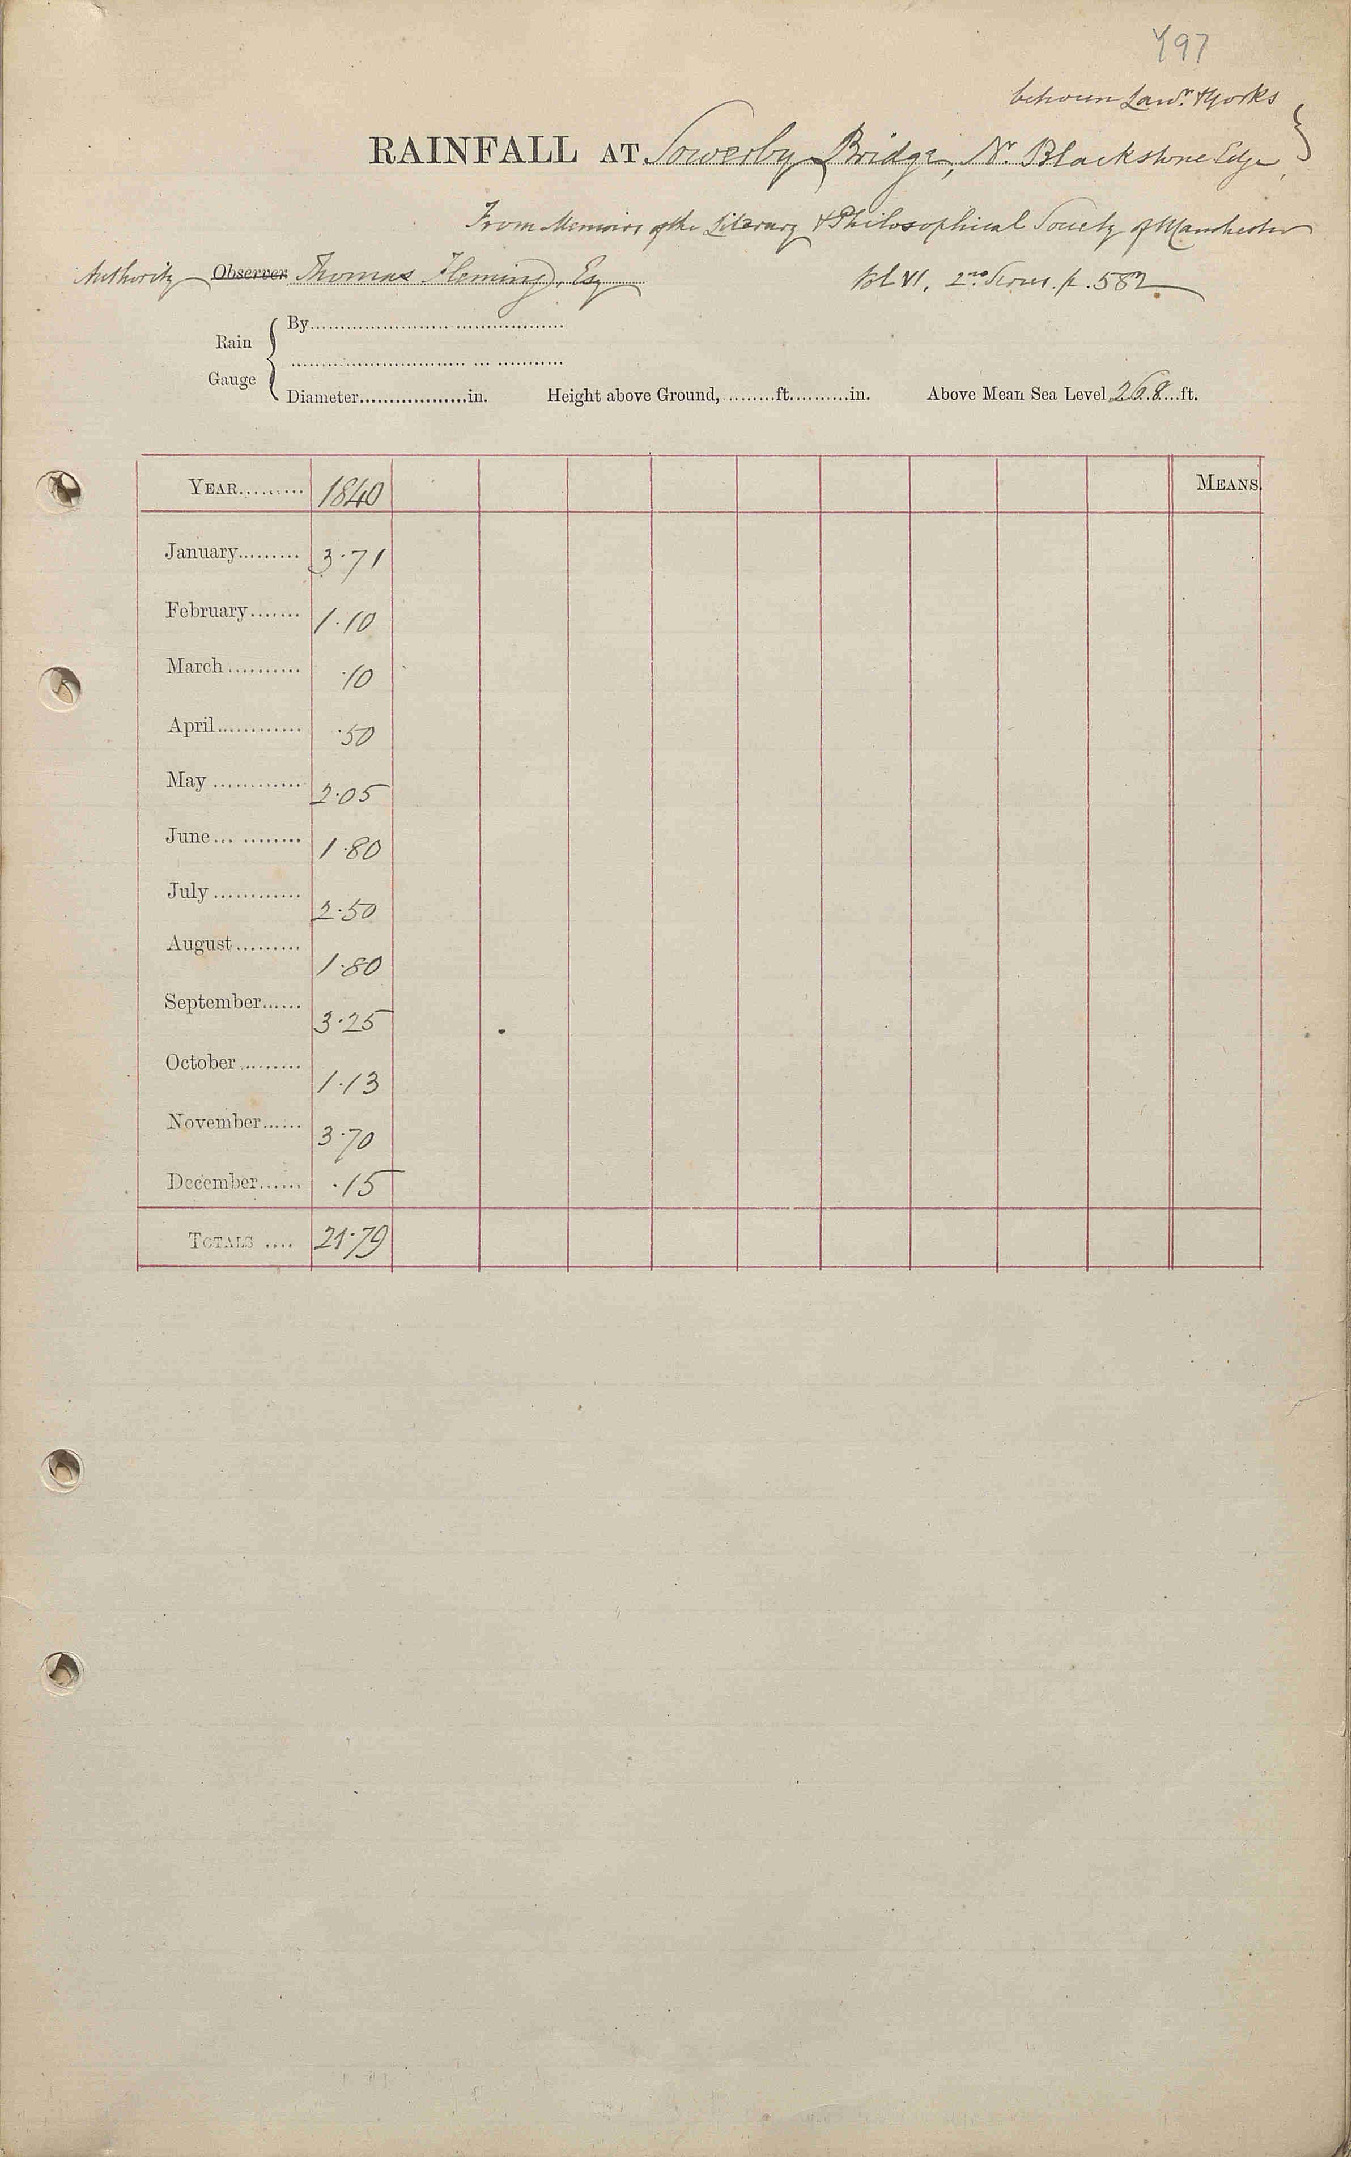 Y97
between Lanr. & Yorks
RAINFALL AT Sowerby Bridge, Nr. Blackstone Edge
From Memoirs of the Literary & Philosophical Society of Manchester
Authority Observer Thomas Fleming, Esq Vol VI. 2nd Series. p. 582
Rain Gauge
By
Diameter in. Height above Ground, ft. in. Above Mean Sea Level 268 ft.
YEAR 1840 MEANS.
January 3.71
February 1.10
March .10
April .50
May 2.05
June 1.80
July 2.50
August 1.80
September 3.25
October 1.13
November 3.70
December .15
TOTALS 21.79